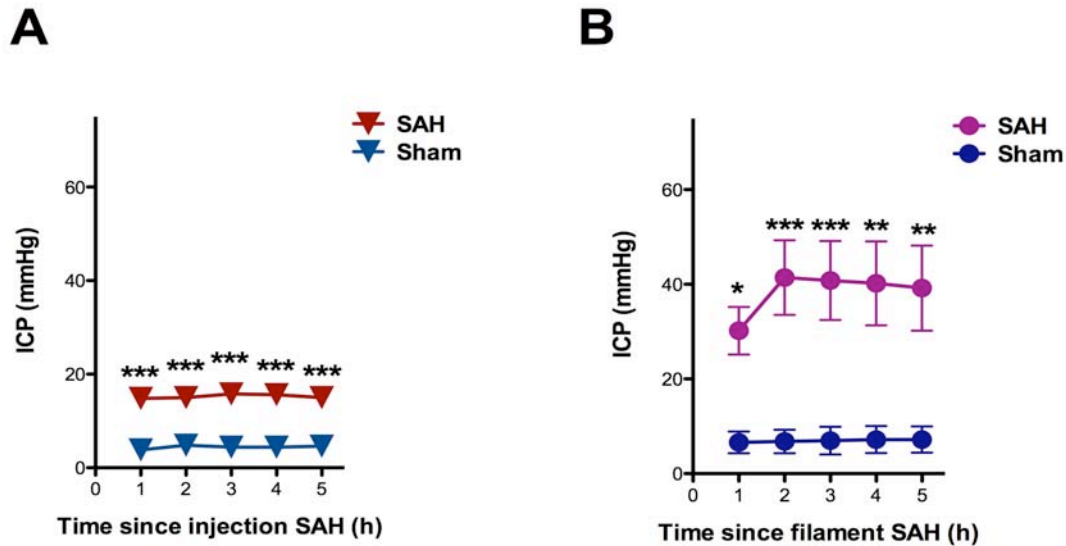 A
SAH
Sham
ICP (mmHg)
60
40
20
0
*** *** *** *** ***
0 1 2 3 4 5
Time since injection SAH (h)
B
SAH
Sham
ICP (mmHg)
60
40
20
0
* *** *** ** **
0 1 2 3 4 5
Time since filament SAH (h)